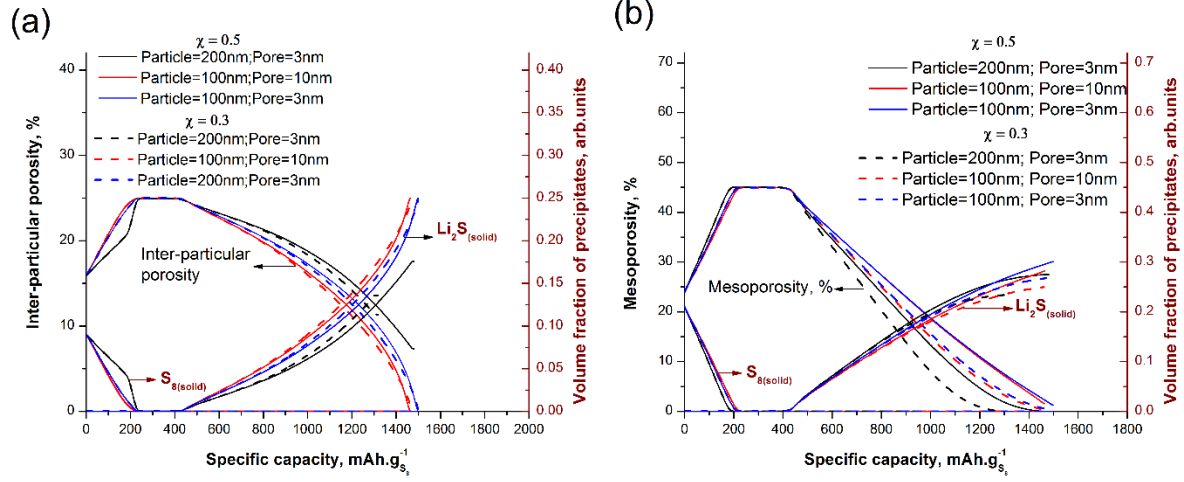 (a)
χ = 0.5
Particle=200nm;Pore=3nm
Particle=100nm;Pore=10nm
Particle=100nm;Pore=3nm
χ = 0.3
Particle=200nm;Pore=3nm
Particle=100nm;Pore=10nm
Particle=200nm;Pore=3nm
Inter-particular porosity, %
40
30
20
10
0
0.40
0.35
0.30
0.25
0.20
0.15
0.10
0.05
0.00
Volume fraction of precipitates, arb.units
Li2S(solid)
Inter-particular
porosity
S8(solid)
0 200 400 600 800 1000 1200 1400 1600 1800 2000
Specific capacity, mAh.g-1S8
(b)
χ = 0.5
Particle=200nm; Pore=3nm
Particle=100nm; Pore=10nm
Particle=100nm; Pore=3nm
χ = 0.3
Particle=200nm; Pore=3nm
Particle=100nm; Pore=10nm
Particle=100nm; Pore=3nm
Mesoporosity, %
70
60
50
40
30
20
10
0
0.7
0.6
0.5
0.4
0.3
0.2
0.1
0.0
Volume fraction of precipitates, arb.units
Mesoporosity, %
Li2S(solid)
S8(solid)
0 200 400 600 800 1000 1200 1400 1600 1800
Specific capacity, mAh.g-1S8